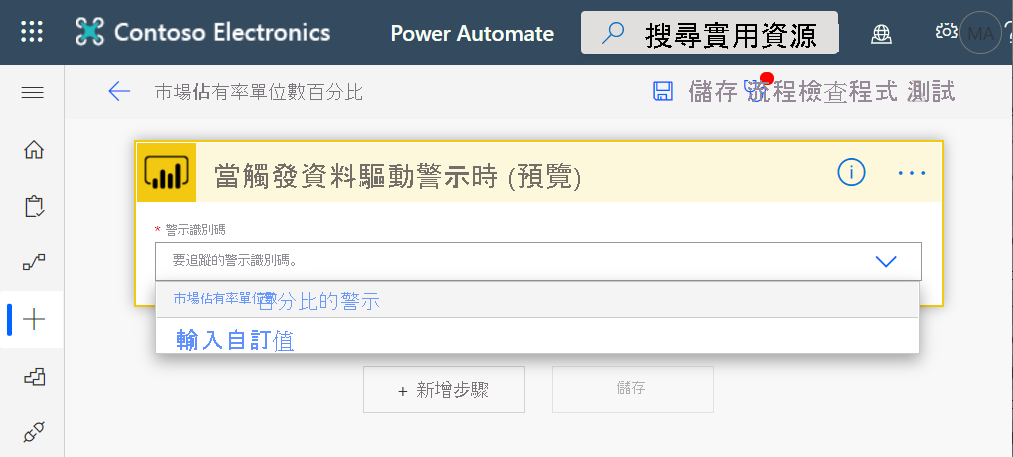 Contoso Electronics Power Automate 搜尋實用資源 MA
市場佔有率單位數百分比 儲存 流程檢查程式 測試
當觸發資料驅動警示時 (預覽)
* 警示識別碼
要追蹤的警示識別碼。
市場佔有率單位數百分比的警示
輸入自訂值
+ 新增步驟 儲存